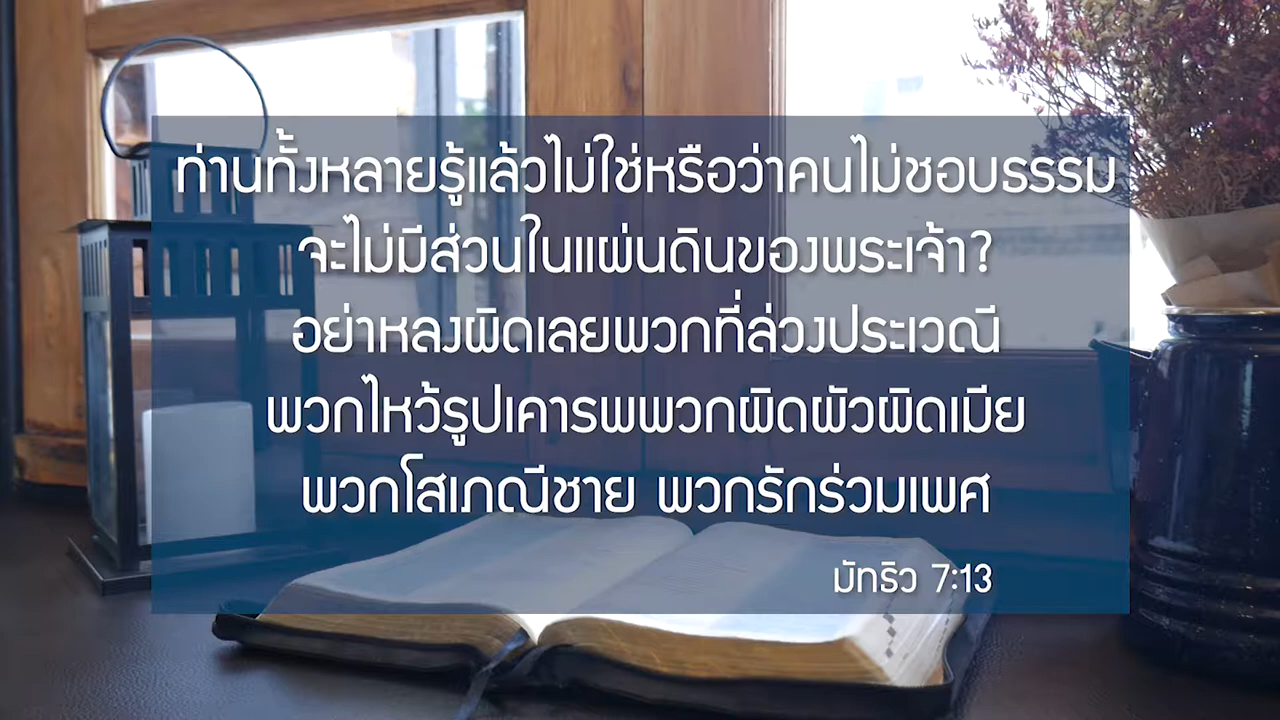 ท่านทั้งหลายรู้แล้วไม่ใช่หรือว่าคนไม่ชอบธรรม
จะไม่มีส่วนในแผ่นดินของพระเจ้า?
อย่าหลงผิดเลยพวกที่ล่วงประเวณี
พวกไหว้รูปเคารพพวกผิดผัวผิดเมีย
พวกโสเภณีชาย พวกรักร่วมเพศ
มัทธิว 7:13